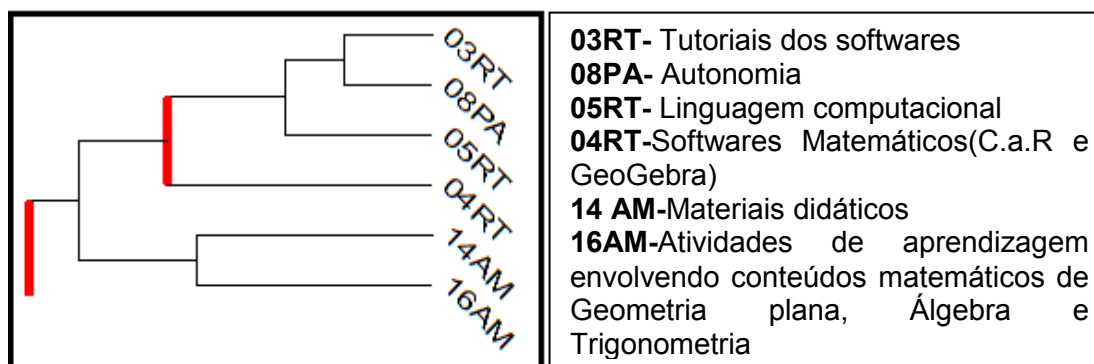 03RT
08PA
05RT
04RT
14AM
16AM
03RT- Tutoriais dos softwares
08PA- Autonomia
05RT- Linguagem computacional
04RT-Softwares Matemáticos(C.a.R e
GeoGebra)
14 AM-Materiais didáticos
16AM-Atividades de aprendizagem
envolvendo conteúdos matemáticos de
Geometria plana, Álgebra e
Trigonometria